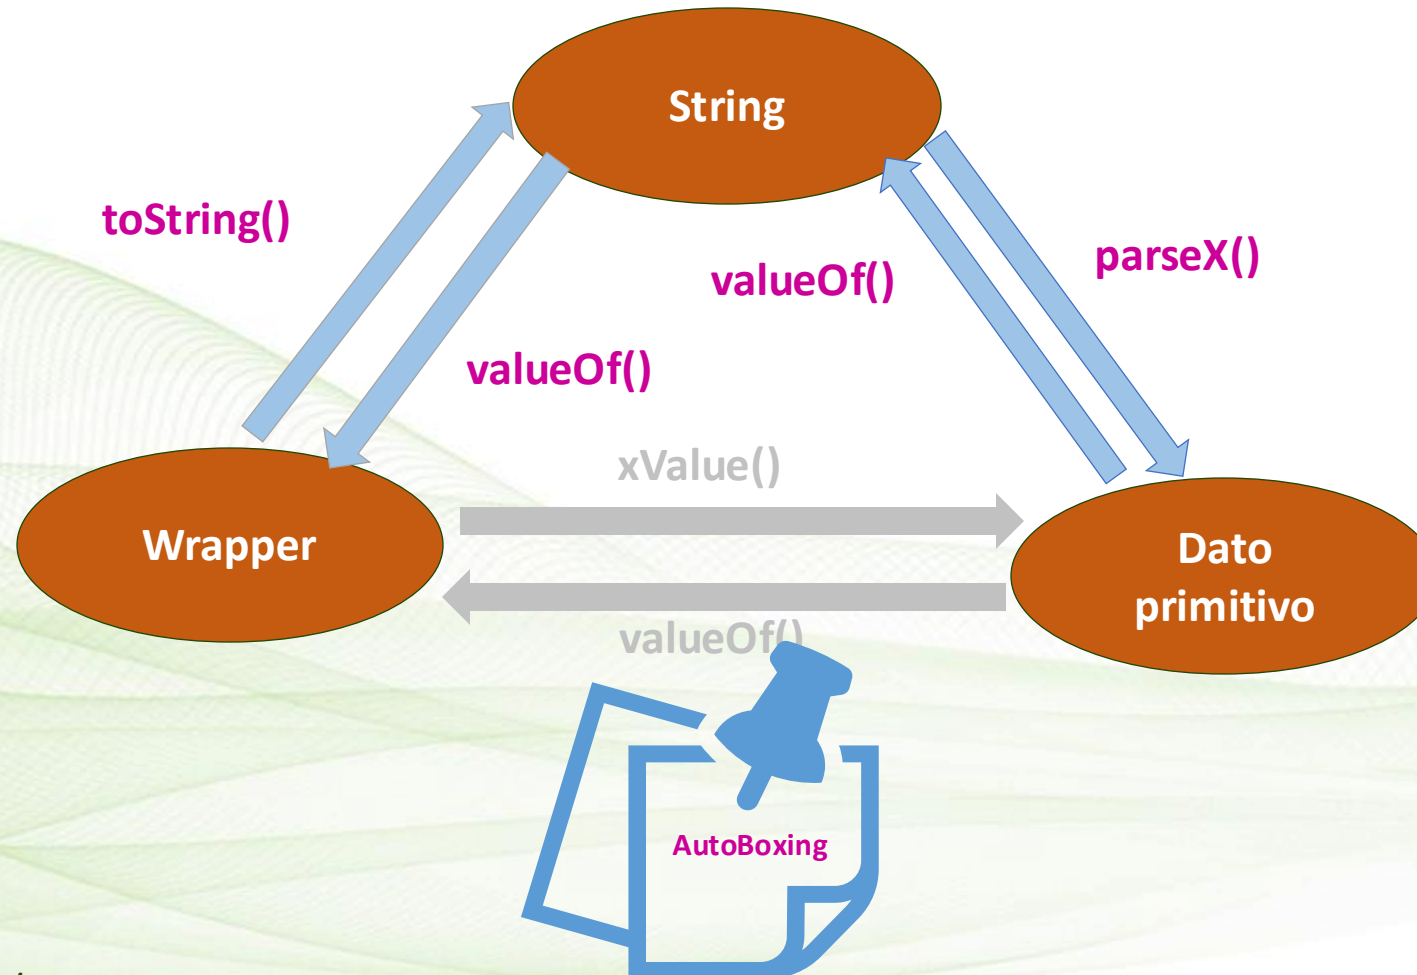 String
toString()
valueOf()
parseX()
valueOf()
xValue()
Wrapper
Dato
primitivo
valueOf()
AutoBoxing